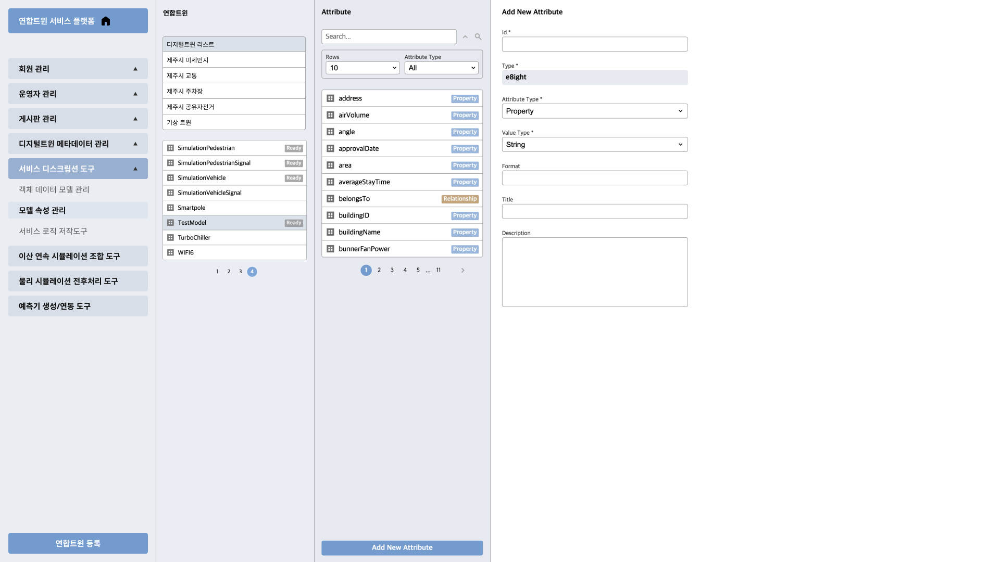 연합트윈 서비스 플랫폼
회원 관리
운영자 관리
게시판 관리
디지털트윈 메타데이터 관리
서비스 디스크립션 도구
객체 데이터 모델 관리
모델 속성 관리
서비스 로직 저작도구
이산 연속 시뮬레이션 조합 도구
물리 시뮬레이션 전후처리 도구
예측기 생성/연동 도구
연합트윈 등록
연합트윈
디지털트윈 리스트
제주시 미세먼지
제주시 교통
제주시 주차장
제주시 공유자전거
기상 트윈
SimulationPedestrian Ready
SimulationPedestrianSignal Ready
SimulationVehicle Ready
SimulationVehicleSignal
Smartpole
TestModel Ready
TurboChiller
WIFI6
1 2 3 4
Attribute
Search...
Rows Attribute Type
10 All
address Property
airVolume Property
angle Property
approvalDate Property
area Property
averageStayTime Property
belongsTo Relationship
buildingID Property
buildingName Property
bunnerFanPower Property
1 2 3 4 5 ... 11
Add New Attribute
Add New Attribute
Id *
Type *
e8ight
Attribute Type *
Property
Value Type *
String
Format
Title
Description